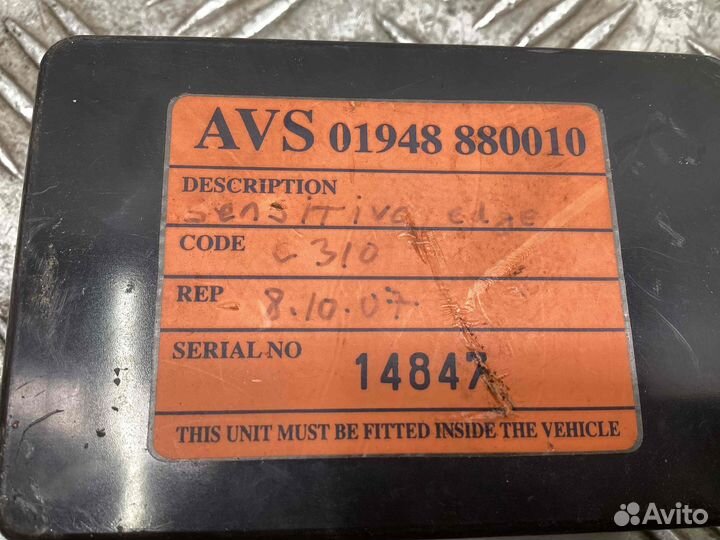 AVS 01948 880010
DESCRIPTION
sensitive edge
CODE C 310
REP 8.10.07.
SERIAL NO 14847
THIS UNIT MUST BE FITTED INSIDE THE VEHICLE
Avito